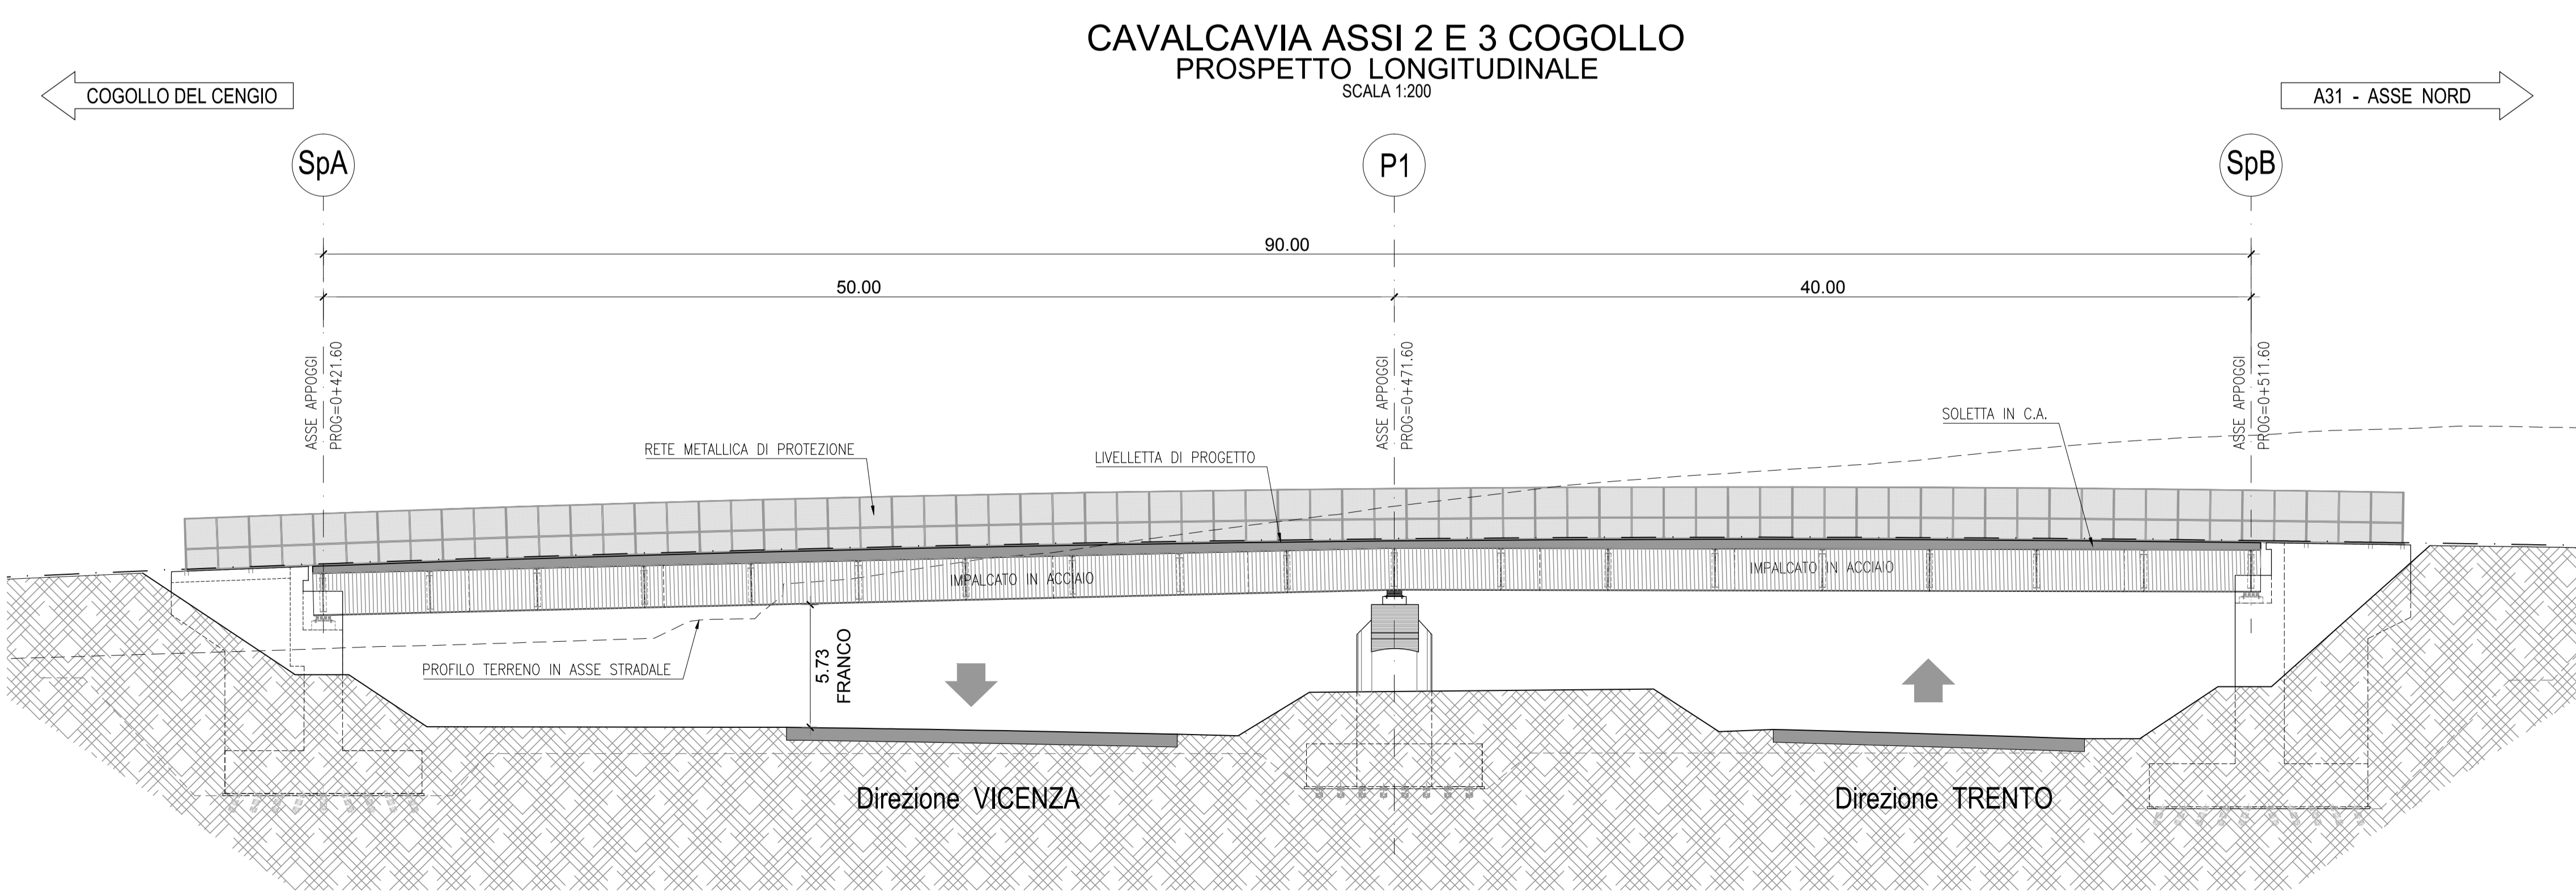 CAVALCAVIA ASSI 2 E 3 COGOLLO
PROSPETTO LONGITUDINALE
SCALA 1:200
COGOLLO DEL CENGIO
A31 - ASSE NORD
SpA
P1
SpB
90.00
50.00
40.00
ASSE APPOGGI
PROG=0+421.60
ASSE APPOGGI
PROG=0+471.60
ASSE APPOGGI
PROG=0+511.60
SOLETTA IN C.A.
RETE METALLICA DI PROTEZIONE
LIVELLETTA DI PROGETTO
IMPALCATO IN ACCIAIO
IMPALCATO IN ACCIAIO
PROFILO TERRENO IN ASSE STRADALE
5.73
FRANCO
Direzione VICENZA
Direzione TRENTO